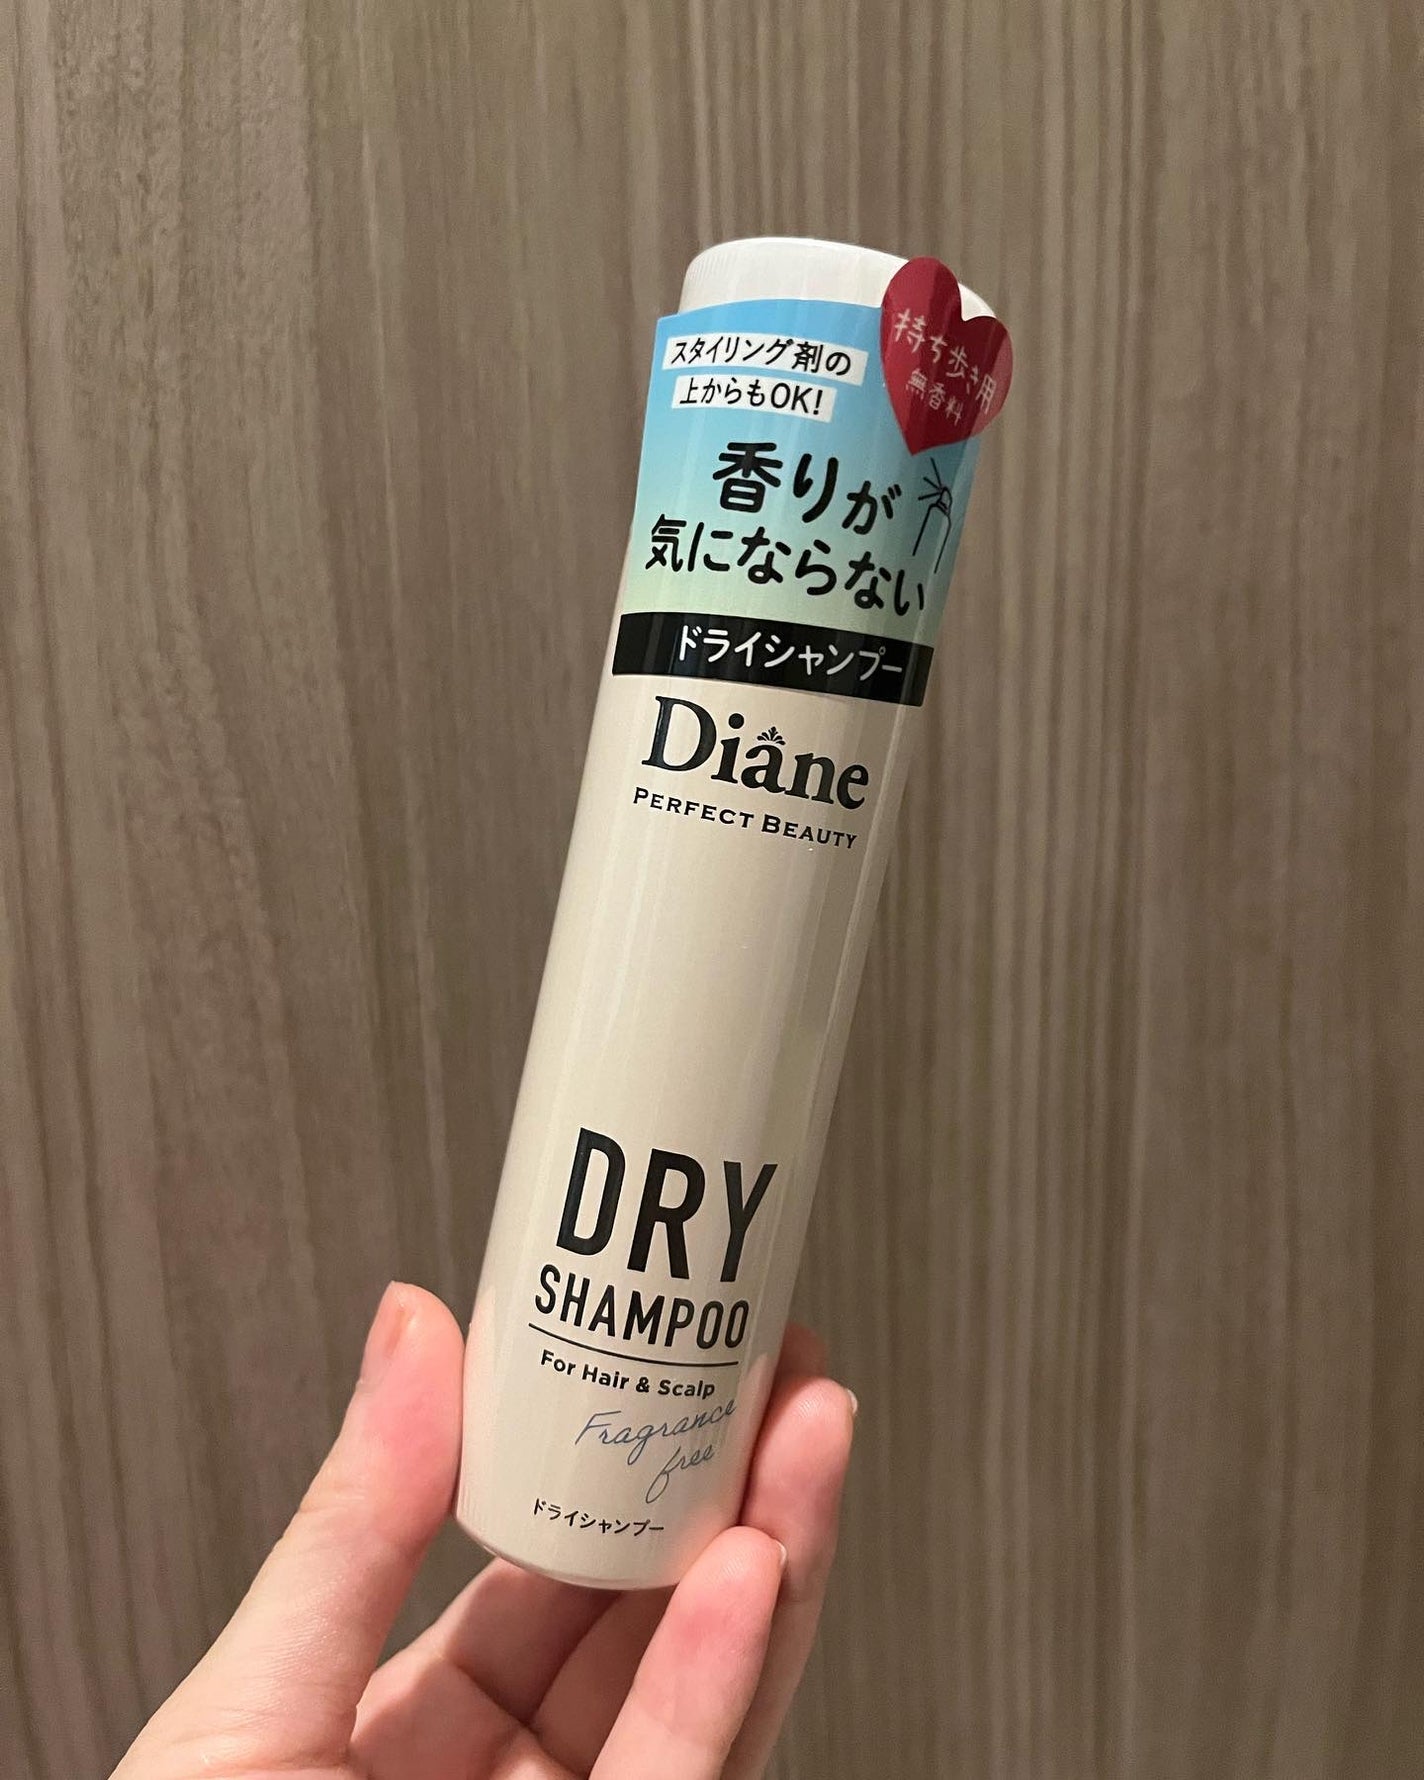 持ち歩き用
無香料
スタイリング剤の
上からもOK!
香りが
気にならない
ドライシャンプー
Diane
PERFECT BEAUTY
DRY
SHAMPOO
For Hair & Scalp
Fragrance
free
ドライシャンプー